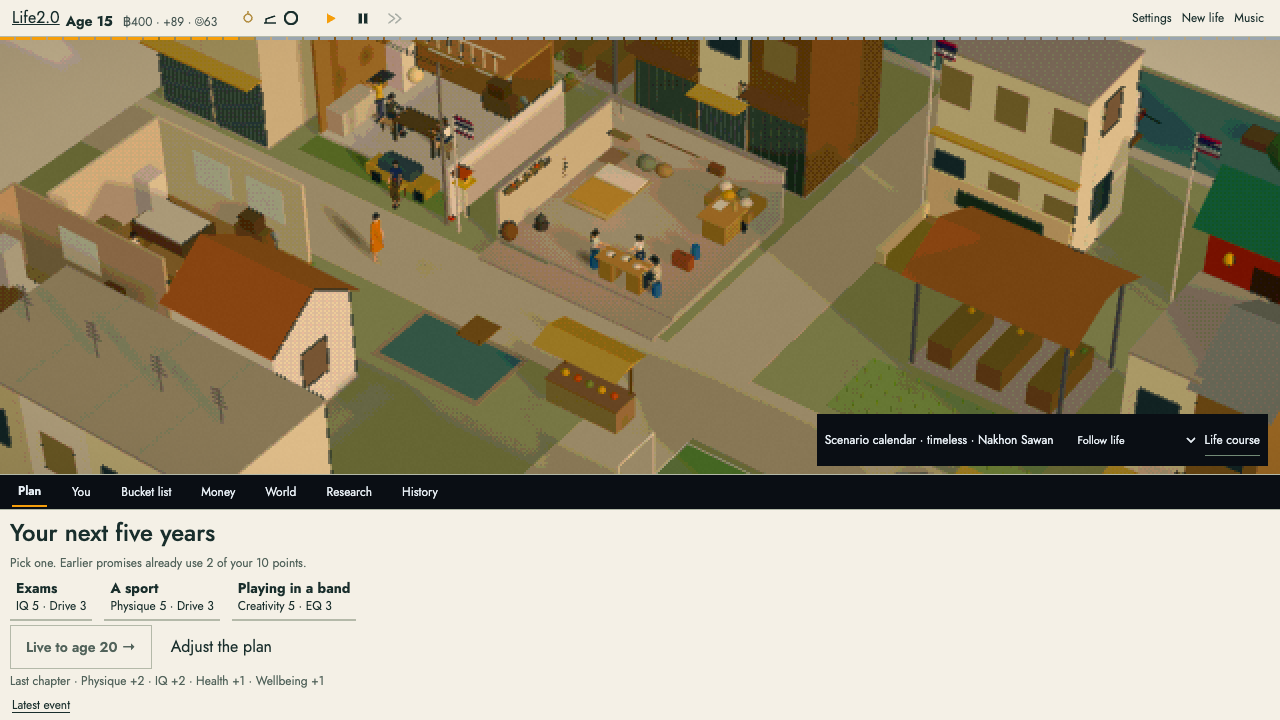 Life2.0 Age 15 ฿400 · +89 · ☺63 Settings New life Music
Scenario calendar · timeless · Nakhon Sawan Follow life Life course
Plan You Bucket list Money World Research History
Your next five years
Pick one. Earlier promises already use 2 of your 10 points.
Exams A sport Playing in a band
IQ 5 · Drive 3 Physique 5 · Drive 3 Creativity 5 · EQ 3
Live to age 20 → Adjust the plan
Last chapter · Physique +2 · IQ +2 · Health +1 · Wellbeing +1
Latest event